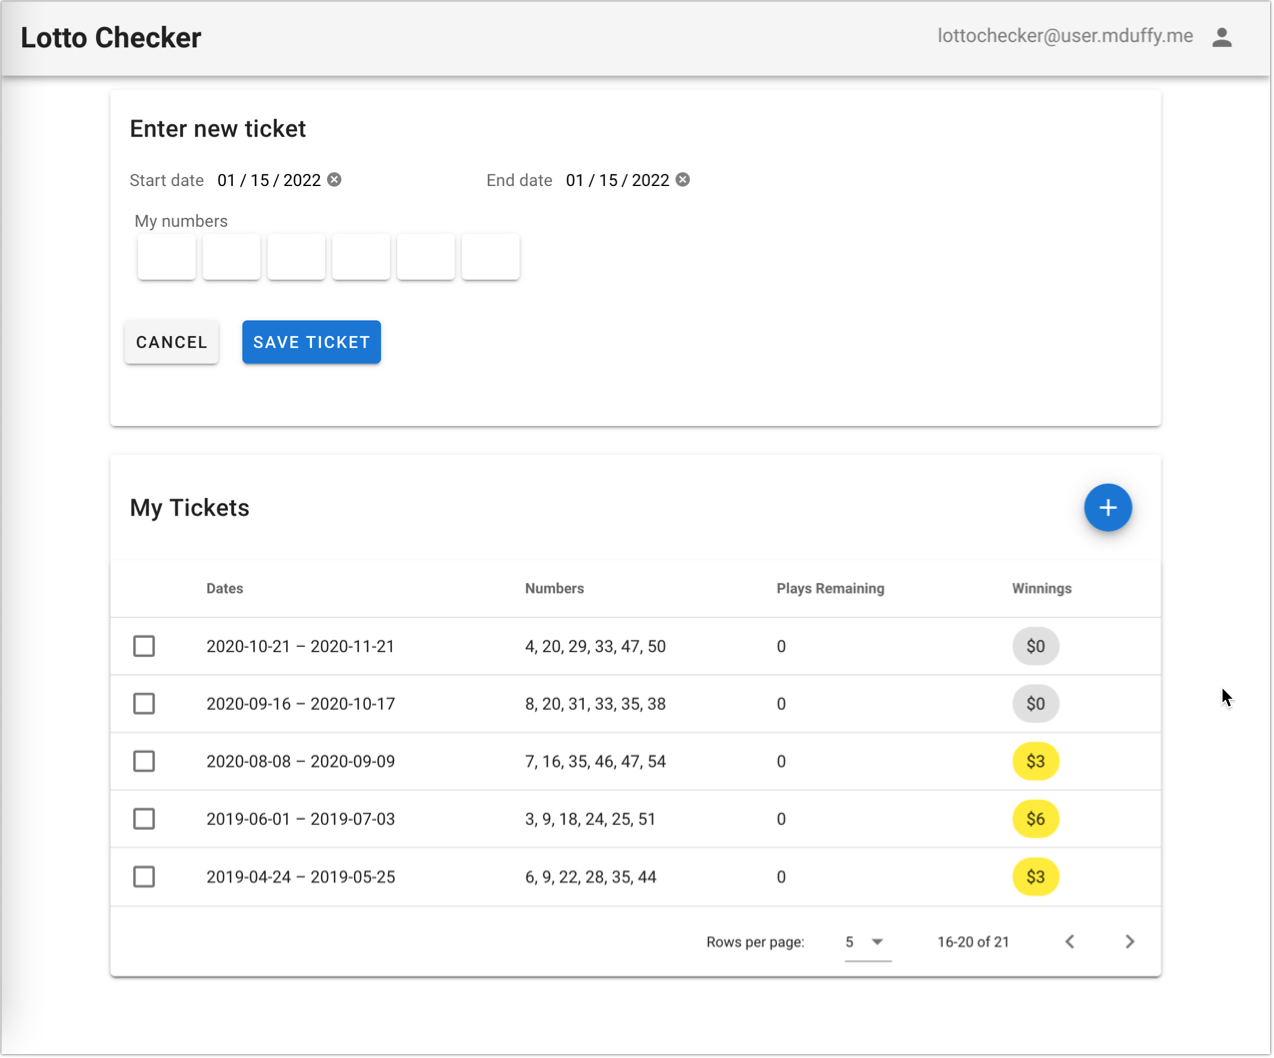 Lotto Checker lottochecker@user.mduffy.me
Enter new ticket
Start date 01 / 15 / 2022 End date 01 / 15 / 2022
My numbers
CANCEL SAVE TICKET
My Tickets +
Dates Numbers Plays Remaining Winnings
2020-10-21 – 2020-11-21 4, 20, 29, 33, 47, 50 0 $0
2020-09-16 – 2020-10-17 8, 20, 31, 33, 35, 38 0 $0
2020-08-08 – 2020-09-09 7, 16, 35, 46, 47, 54 0 $3
2019-06-01 – 2019-07-03 3, 9, 18, 24, 25, 51 0 $6
2019-04-24 – 2019-05-25 6, 9, 22, 28, 35, 44 0 $3
Rows per page: 5 16-20 of 21